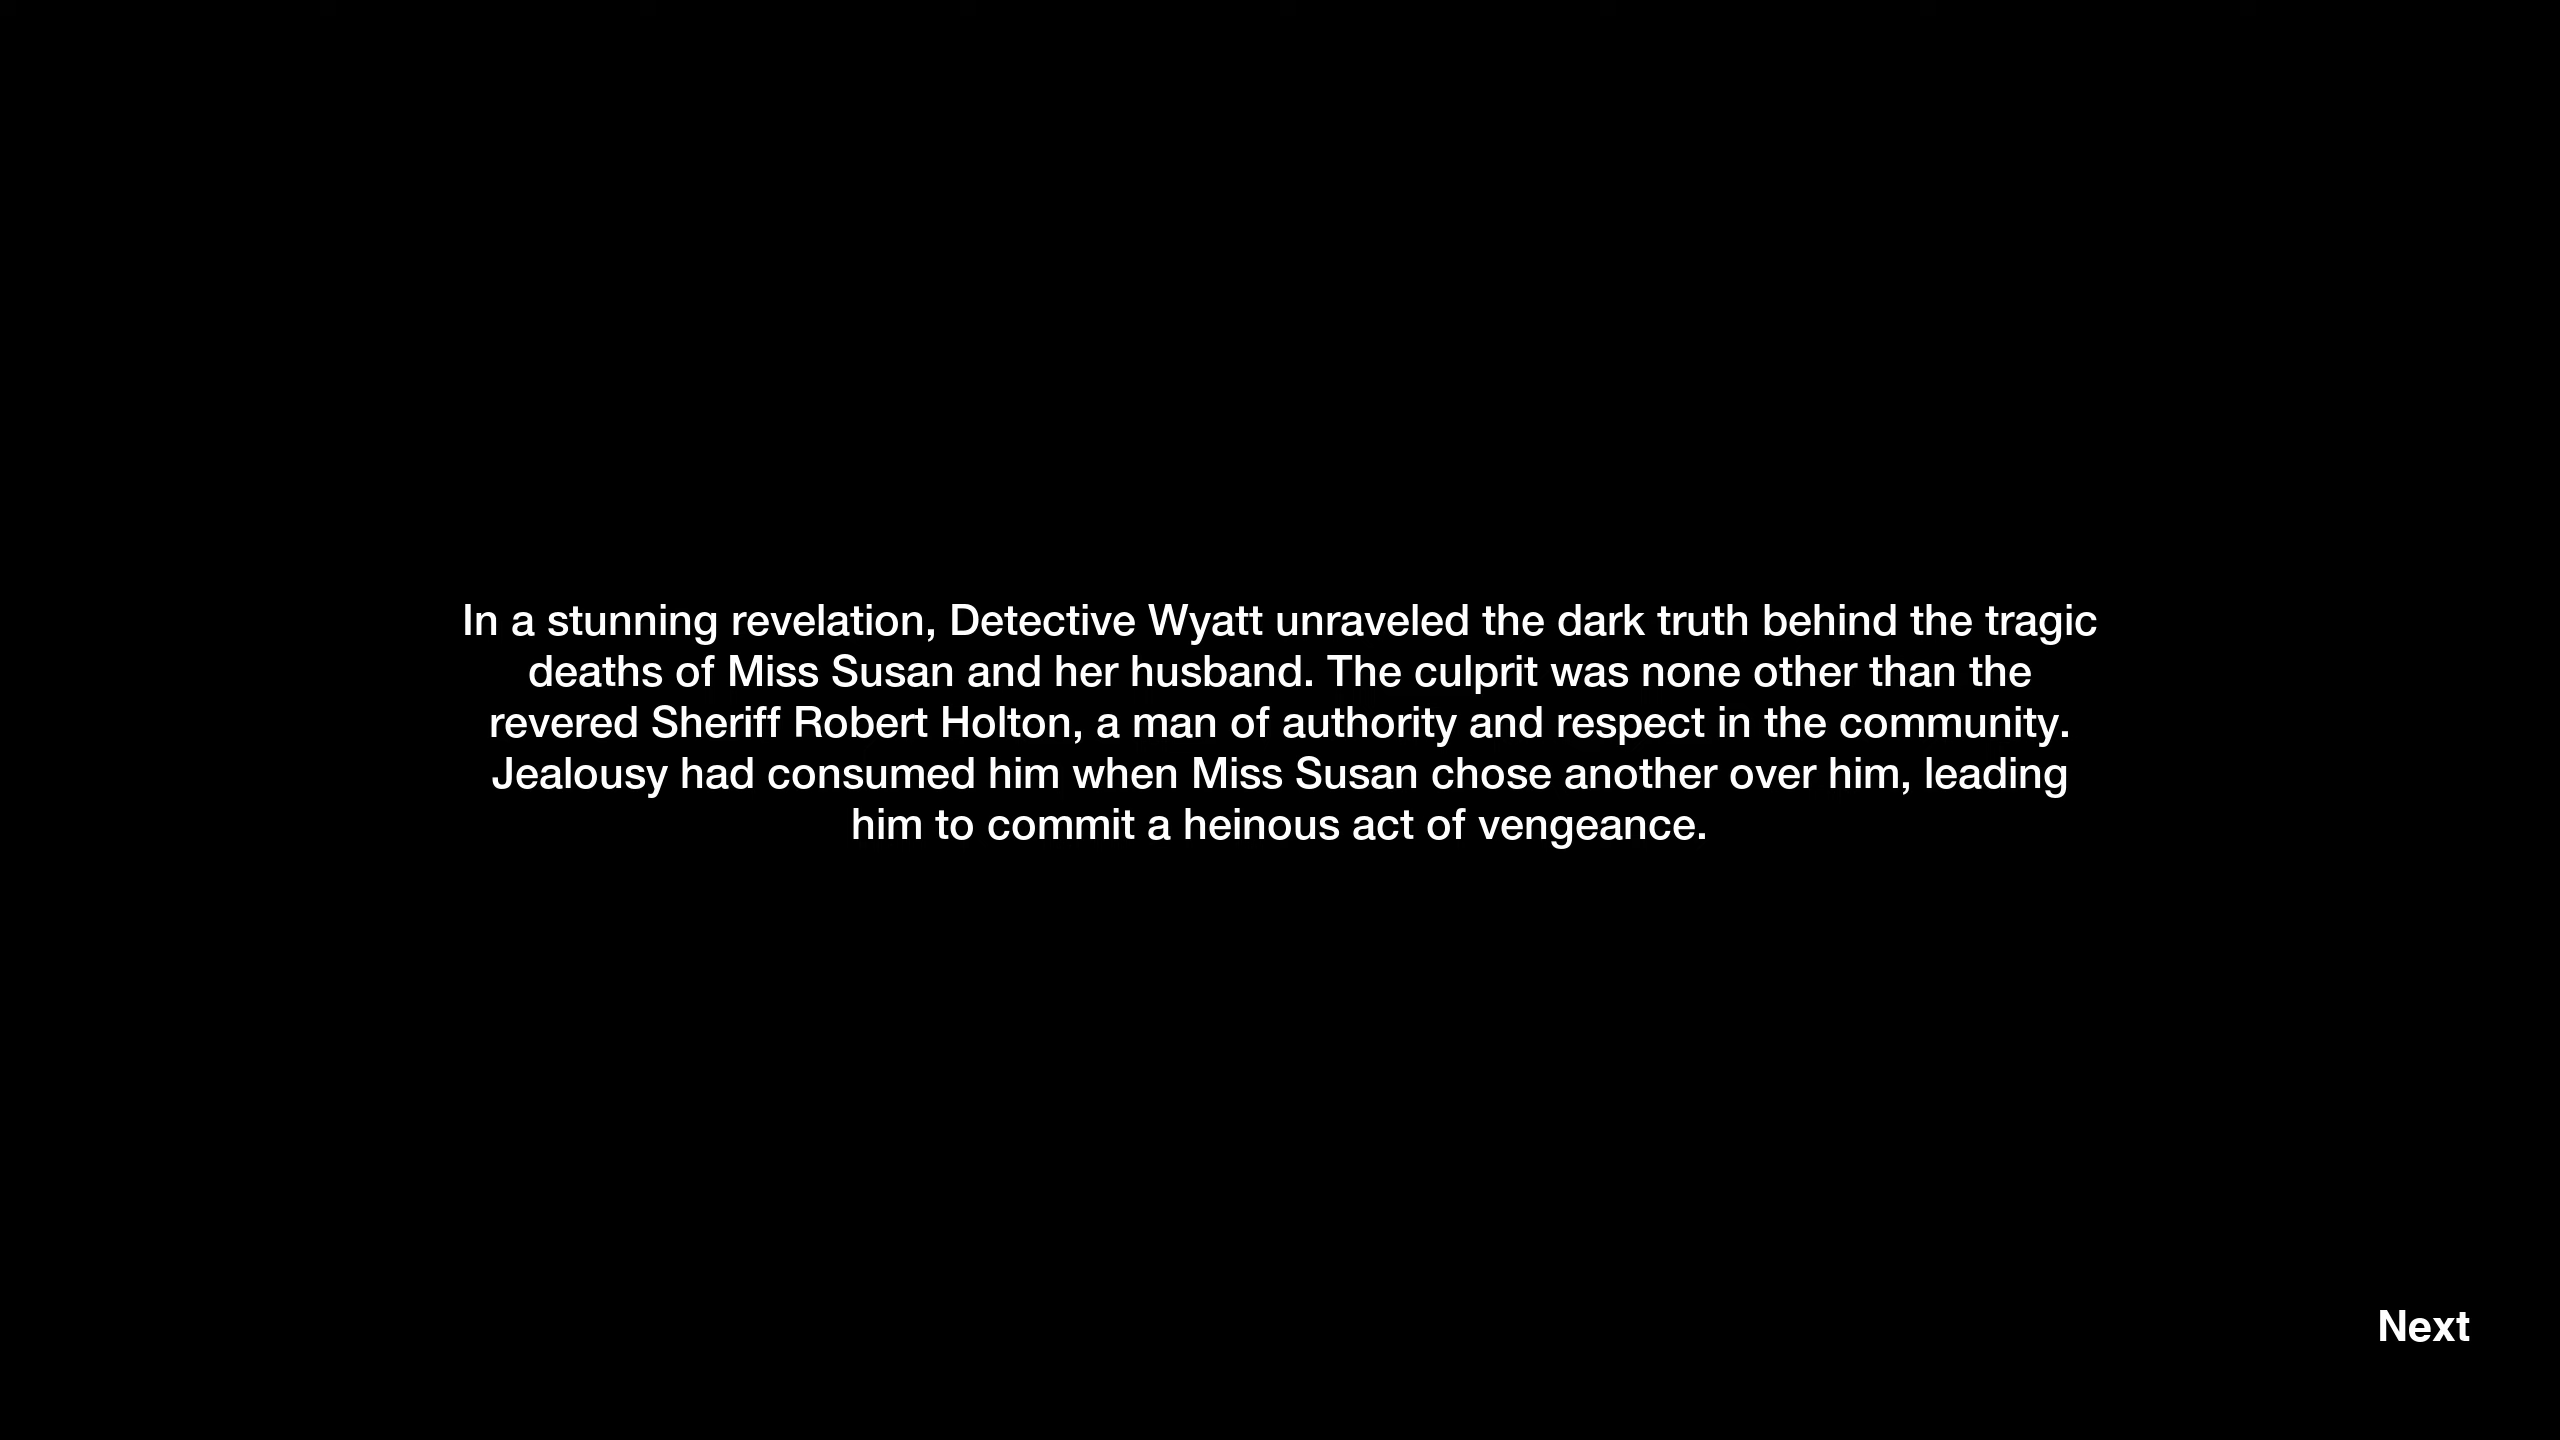 In a stunning revelation, Detective Wyatt unraveled the dark truth behind the tragic
deaths of Miss Susan and her husband. The culprit was none other than the
revered Sheriff Robert Holton, a man of authority and respect in the community.
Jealousy had consumed him when Miss Susan chose another over him, leading
him to commit a heinous act of vengeance.
Next